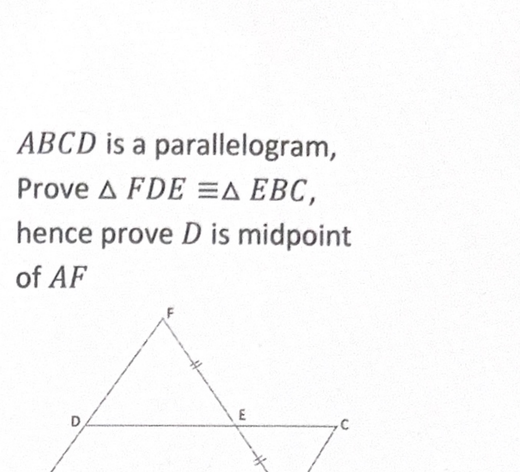 ABCD is a parallelogram,
Prove △ FDE ≡△ EBC,
hence prove D is midpoint
of AF
F
E
D
C